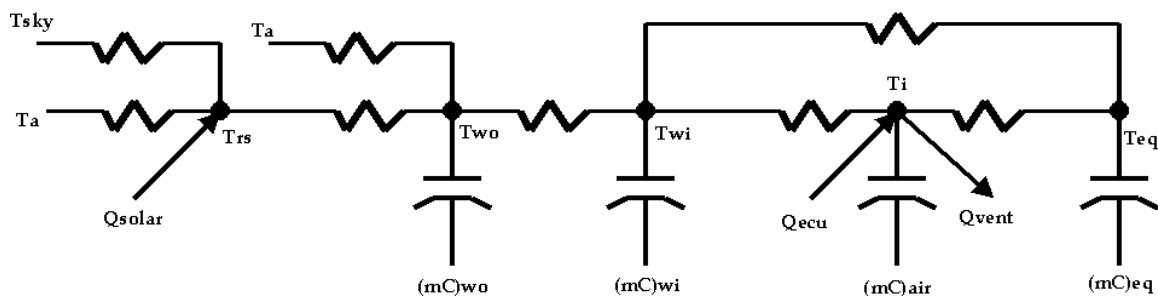 Tsky
Ta
Ti
Ta
Trs
Two
Twi
Teq
Qsolar
Qecu
Qvent
(mC)wo
(mC)wi
(mC)air
(mC)eq